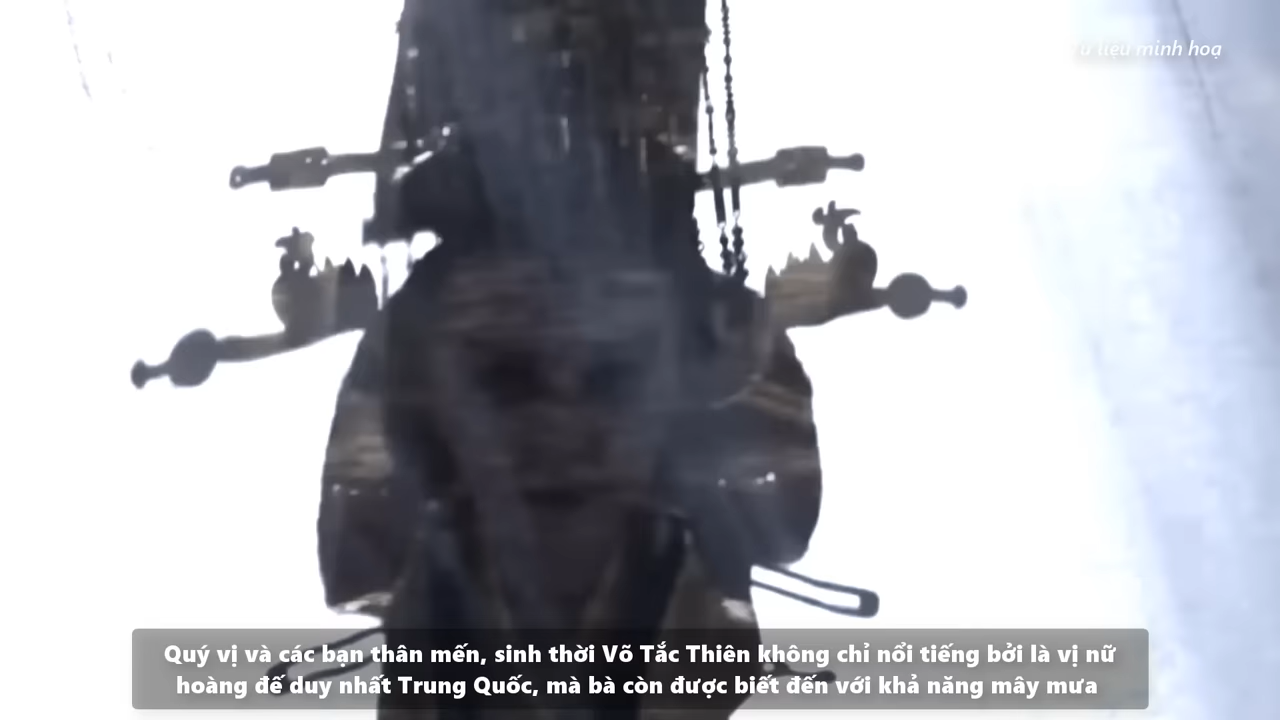 liệu minh hoạ
Quý vị và các bạn thân mến, sinh thời Võ Tắc Thiên không chỉ nổi tiếng bởi là vị nữ
hoàng đế duy nhất Trung Quốc, mà bà còn được biết đến với khả năng mây mưa